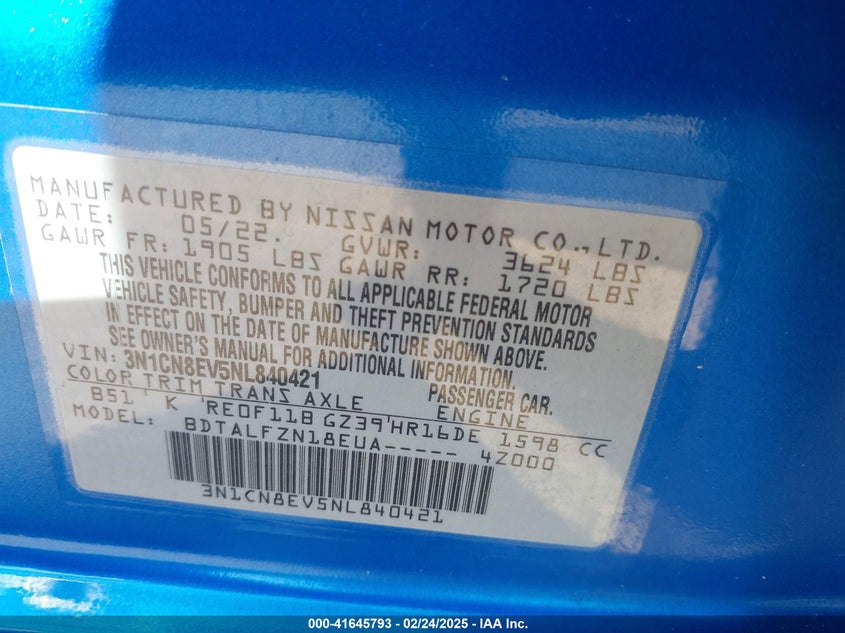 MANUFACTURED BY NISSAN MOTOR CO., LTD.
DATE: 05/22. GVWR: 3624 LBS
GAWR FR: 1905 LBS GAWR RR: 1720 LBS
THIS VEHICLE CONFORMS TO ALL APPLICABLE FEDERAL MOTOR
VEHICLE SAFETY, BUMPER AND THEFT PREVENTION STANDARDS
IN EFFECT ON THE DATE OF MANUFACTURE SHOWN ABOVE.
SEE OWNER'S MANUAL FOR ADDITIONAL INFORMATION.
VIN: 3N1CN8EV5NL840421 PASSENGER CAR.
COLOR TRIM TRANS AXLE ENGINE
B51 K RE0F11B GZ39 HR16DE 1598 CC
MODEL: BDTALFZN18EUA----- 4Z000
3N1CN8EV5NL840421
000-41645793 - 02/24/2025 - IAA Inc.